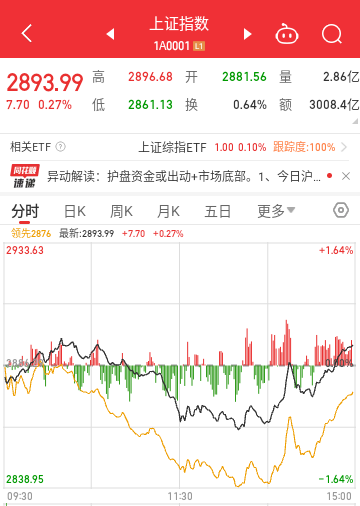 上证指数
1A0001 L1
2893.99 高 2896.68 开 2881.56 量 2.86亿
7.70 0.27% 低 2861.13 换 0.64% 额 3008.4亿
相关ETF ? 上证综指ETF 1.00 0.10% 跟踪度:100%
同花顺 速递 异动解读：护盘资金或出动+市场底部。1、今日沪...
分时 日K 周K 月K 五日 更多
领先2876 最新:2893.99 +7.70 +0.27%
2933.63 +1.64%
0.00%
2838.95 -1.64%
09:30 11:30 15:00